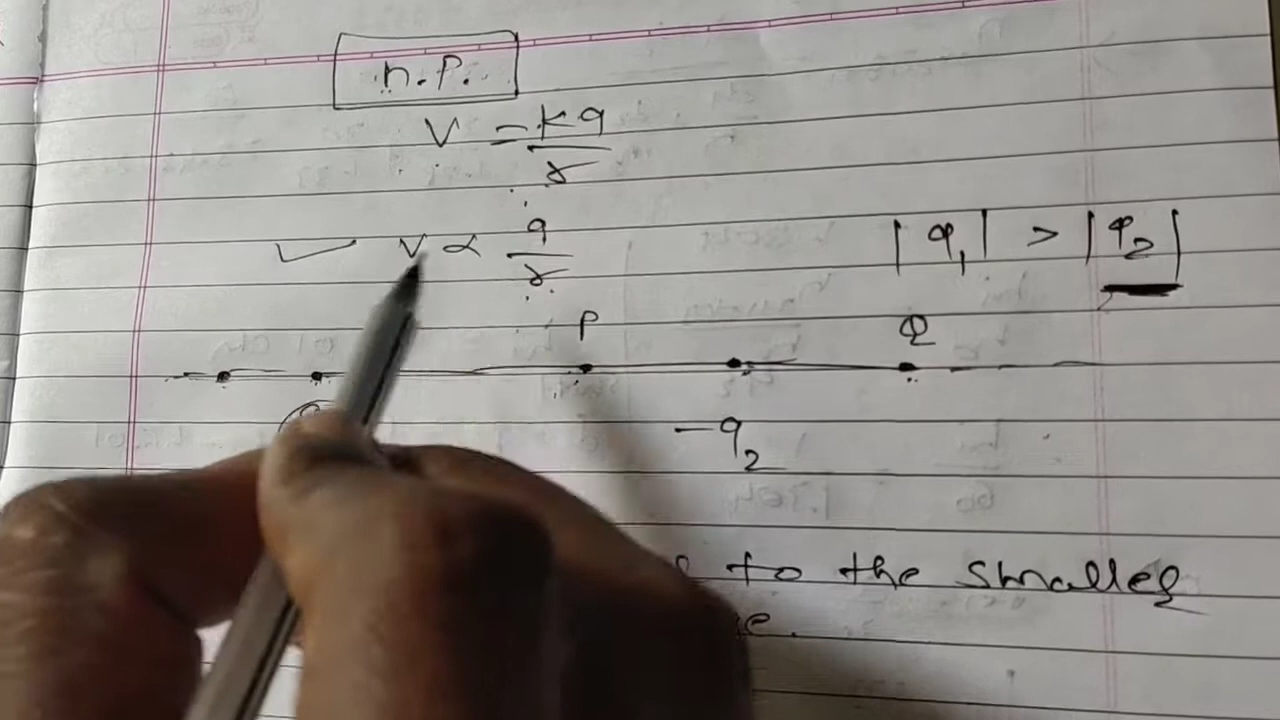 n.p.
V = kq/r
✓ V ∝ q/r
|q₁| > |q₂|
P Q
-q₂
to the smaller